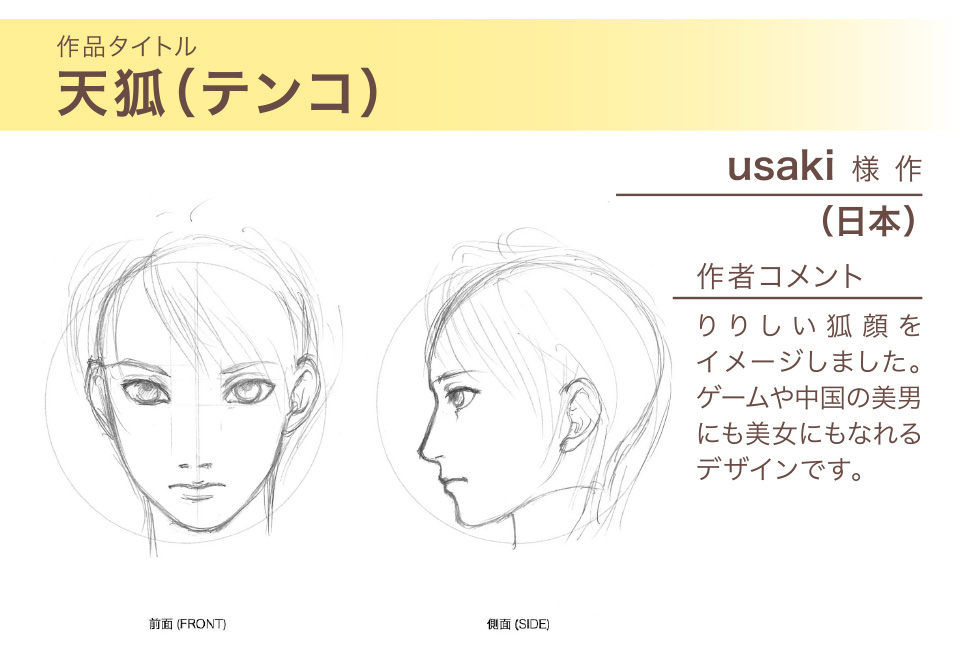 作品タイトル
天狐(テンコ)
usaki 様 作
(日本)
作者コメント
りりしい狐顔を
イメージしました。
ゲームや中国の美男
にも美女にもなれる
デザインです。
前面 (FRONT)
側面 (SIDE)